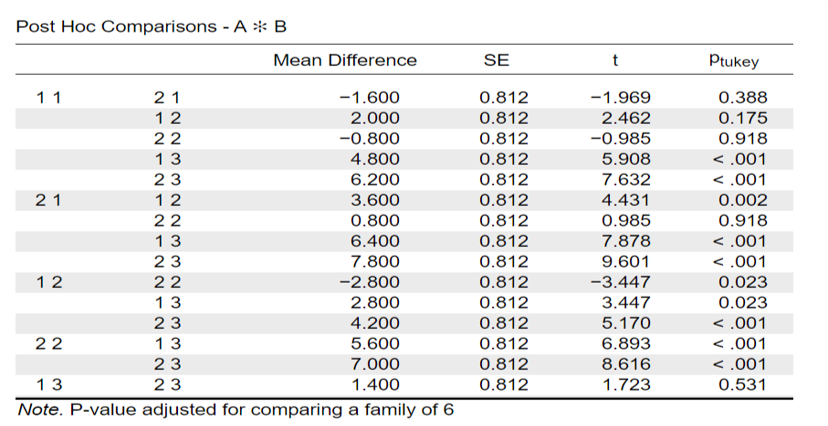 Post Hoc Comparisons - A ✻ B
Mean Difference SE t ptukey
1 1 2 1 −1.600 0.812 −1.969 0.388
1 2 2.000 0.812 2.462 0.175
2 2 −0.800 0.812 −0.985 0.918
1 3 4.800 0.812 5.908 < .001
2 3 6.200 0.812 7.632 < .001
2 1 1 2 3.600 0.812 4.431 0.002
2 2 0.800 0.812 0.985 0.918
1 3 6.400 0.812 7.878 < .001
2 3 7.800 0.812 9.601 < .001
1 2 2 2 −2.800 0.812 −3.447 0.023
1 3 2.800 0.812 3.447 0.023
2 3 4.200 0.812 5.170 < .001
2 2 1 3 5.600 0.812 6.893 < .001
2 3 7.000 0.812 8.616 < .001
1 3 2 3 1.400 0.812 1.723 0.531
Note. P-value adjusted for comparing a family of 6